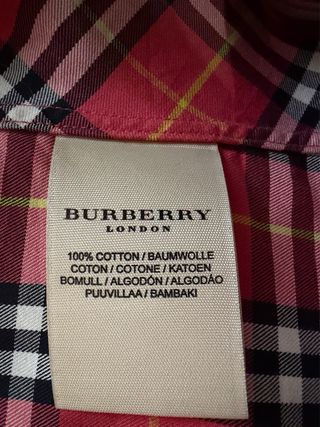 BURBERRY
LONDON
100% COTTON / BAUMWOLLE
COTON / COTONE / KATOEN
BOMULL / ALGODÓN / ALGODÃO
PUUVILLAA / BAMBAKI